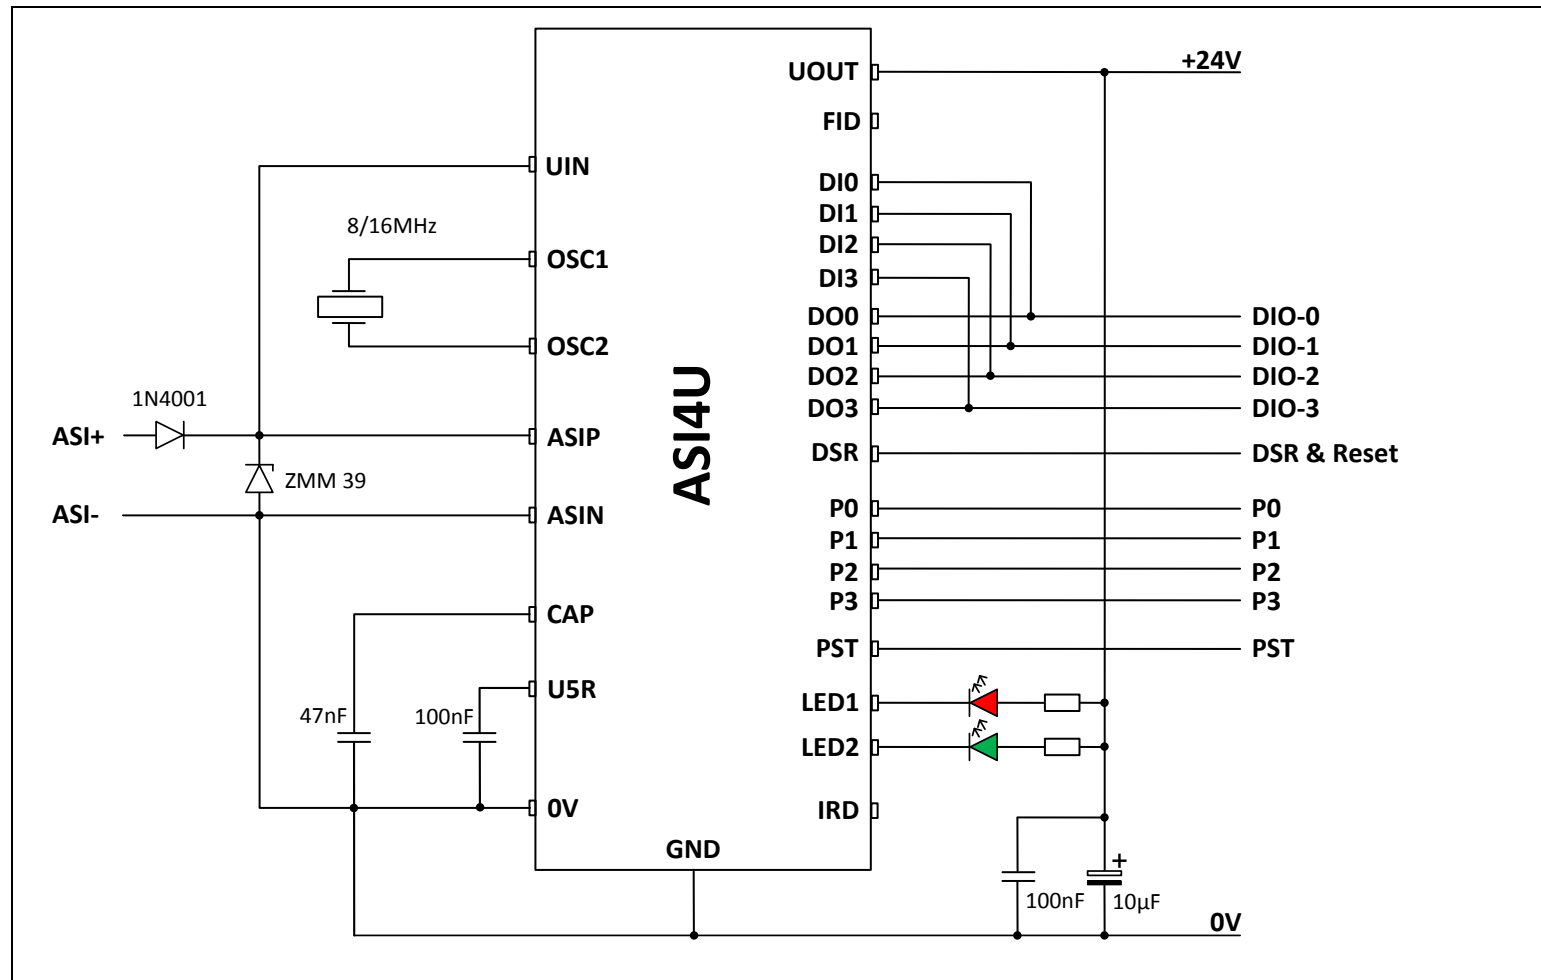 +24V
UOUT
FID
UIN
DI0
DI1
8/16MHz
DI2
OSC1
DI3
DO0
DIO-0
OSC2
DO1
DIO-1
DO2
DIO-2
1N4001
DO3
DIO-3
ASI+
ASIP
ASI4U
DSR
DSR & Reset
ZMM 39
ASI-
ASIN
P0
P0
P1
P1
P2
P2
CAP
P3
P3
PST
PST
U5R
LED1
47nF
100nF
LED2
0V
IRD
GND
+
100nF
10µF
0V